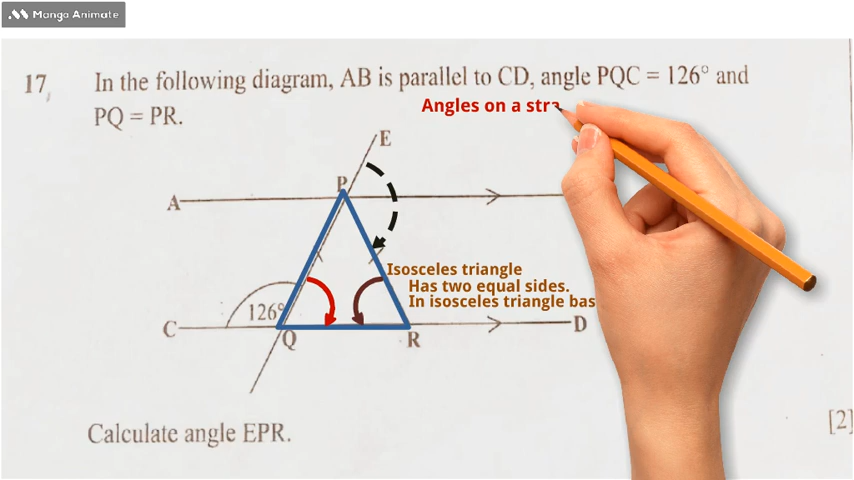 Manga Animate
17 In the following diagram, AB is parallel to CD, angle PQC = 126° and
PQ = PR.
Angles on a stra
E
P
A
Isosceles triangle
Has two equal sides.
In isosceles triangle bas
126°
C
D
Q
R
Calculate angle EPR.
[2]